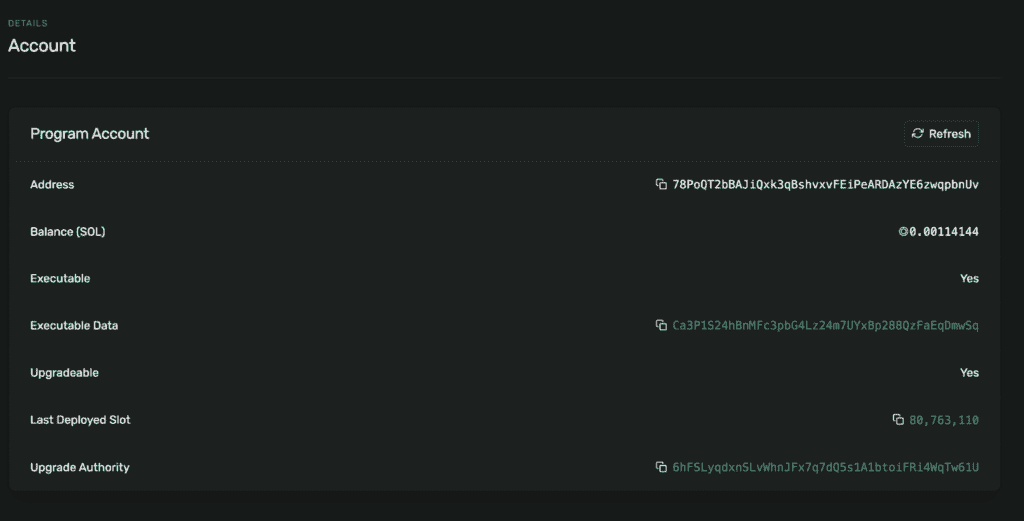 DETAILS
Account
Program Account
Refresh
Address 78PoQT2bBAJiQxk3qBshvxvFEiPeARDAzYE6zwqpbnUv
Balance (SOL) ◎0.00114144
Executable Yes
Executable Data Ca3P1S24hBnMFc3pbG4Lz24m7UYxBp288QzFaEqDmwSq
Upgradeable Yes
Last Deployed Slot 80,763,110
Upgrade Authority 6hFSLyqdxnSLvWhnJFx7q7dQ5s1A1btoiFRi4WqTw61U